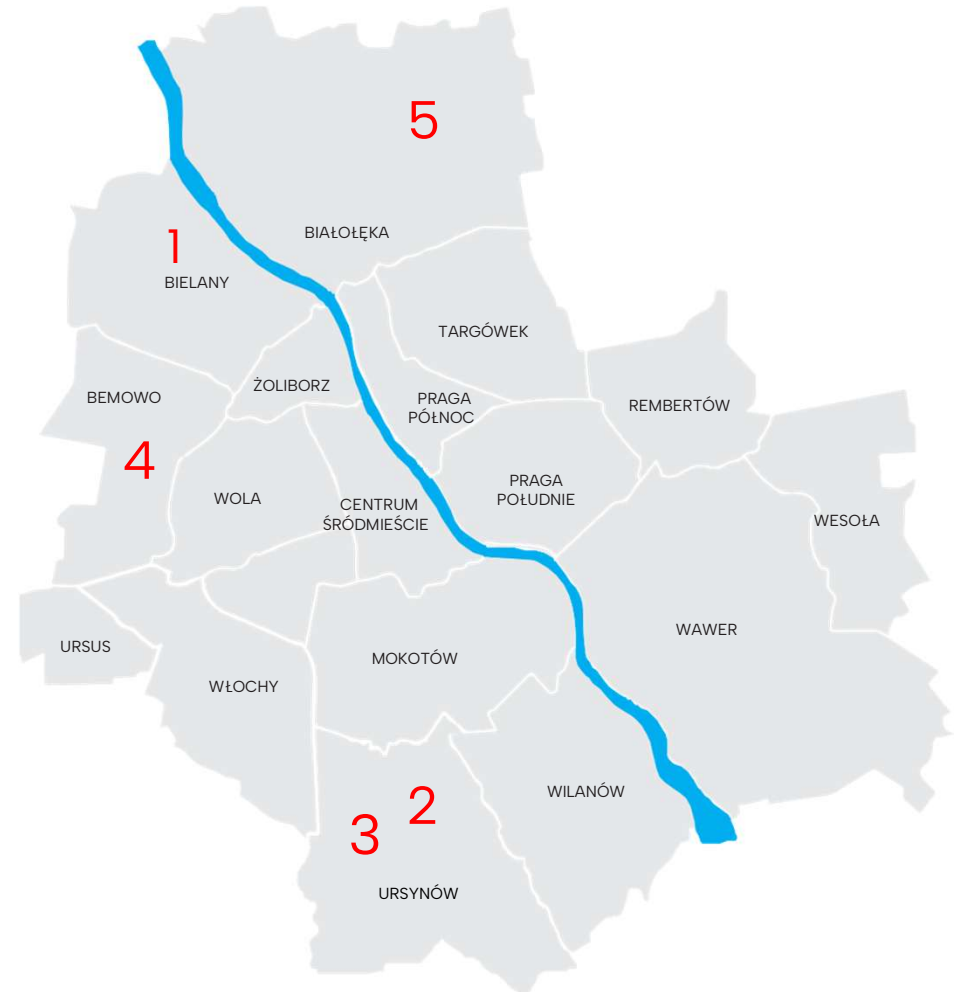 5
BIAŁOŁĘKA
1
BIELANY
TARGÓWEK
ŻOLIBORZ
BEMOWO
PRAGA
PÓŁNOC
REMBERTÓW
4
WOLA
CENTRUM
ŚRÓDMIEŚCIE
PRAGA
POŁUDNIE
WESOŁA
URSUS
WŁOCHY
MOKOTÓW
WAWER
2
3
WILANÓW
URSYNÓW